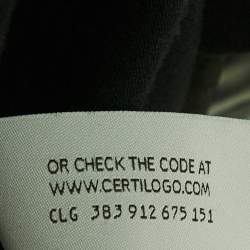 OR CHECK THE CODE AT
WWW.CERTILOGO.COM
CLG 383 912 675 151